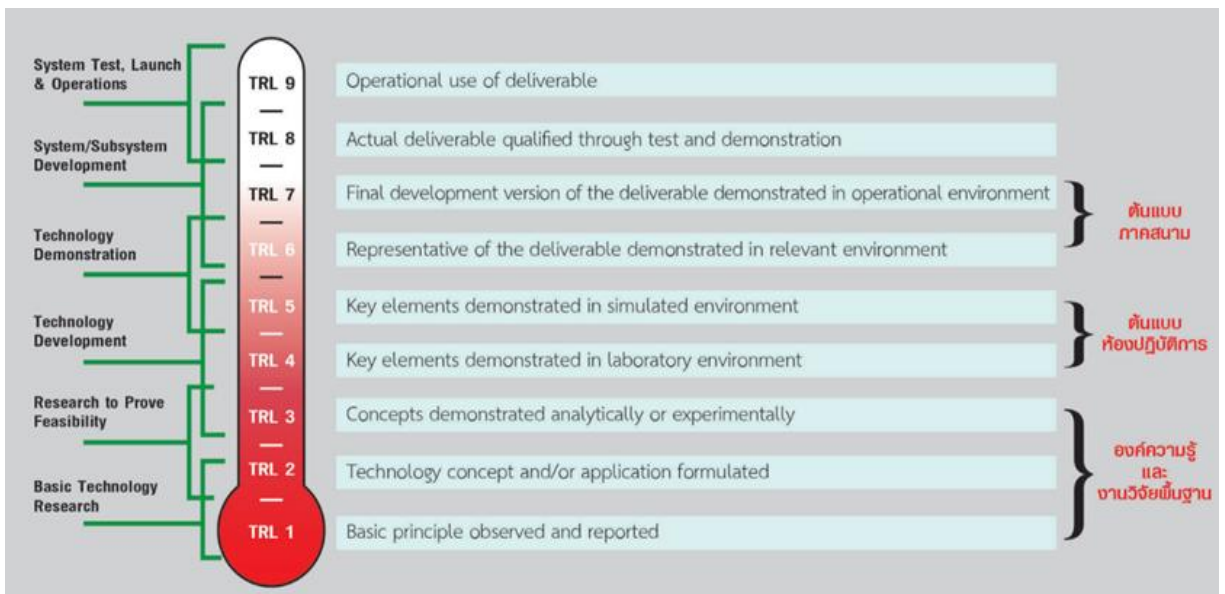 System Test, Launch
& Operations
TRL 9
Operational use of deliverable
System/Subsystem
Development
TRL 8
Actual deliverable qualified through test and demonstration
TRL 7
Final development version of the deliverable demonstrated in operational environment
ต้นแบบ
ภาคสนาม
Technology
Demonstration
TRL 6
Representative of the deliverable demonstrated in relevant environment
TRL 5
Key elements demonstrated in simulated environment
ต้นแบบ
ห้องปฏิบัติการ
Technology
Development
TRL 4
Key elements demonstrated in laboratory environment
Research to Prove
Feasibility
TRL 3
Concepts demonstrated analytically or experimentally
องค์ความรู้
และ
งานวิจัยพื้นฐาน
TRL 2
Technology concept and/or application formulated
Basic Technology
Research
TRL 1
Basic principle observed and reported